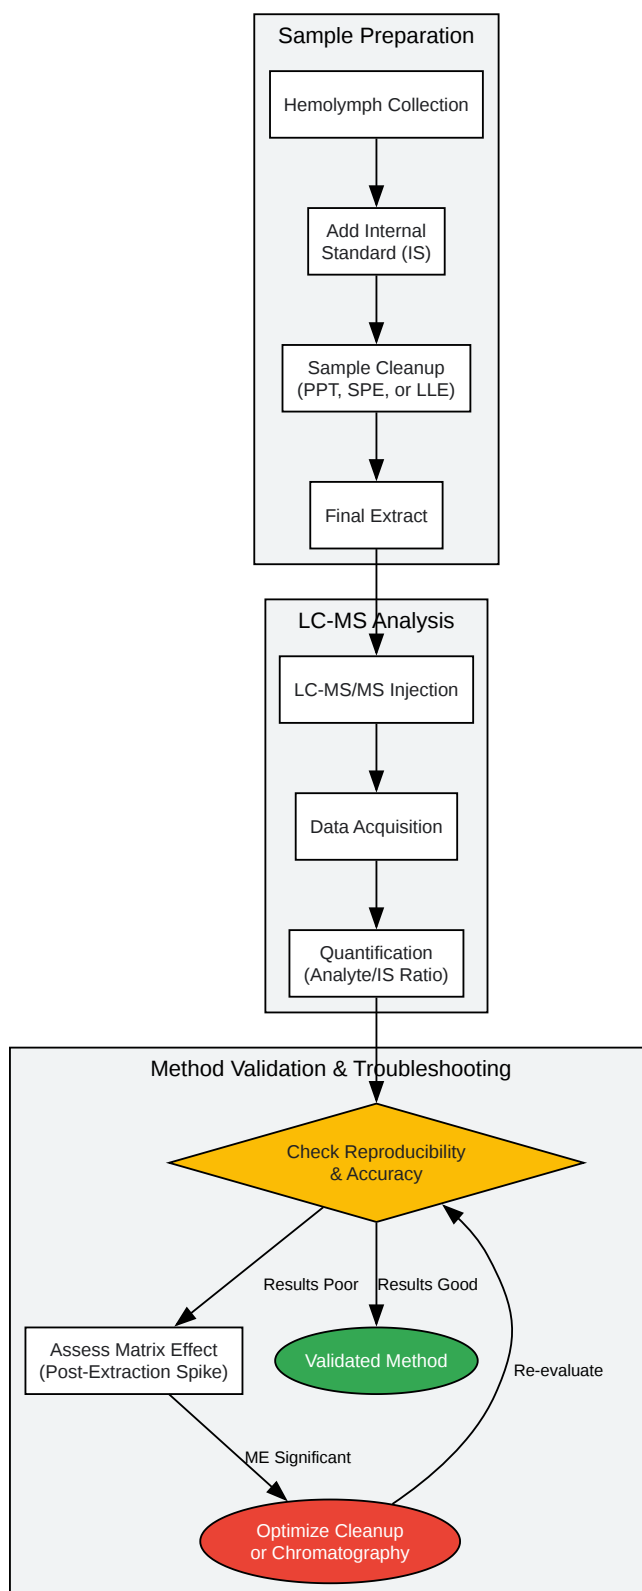 Sample Preparation
Hemolymph Collection
Add Internal
Standard (IS)
Sample Cleanup
(PPT, SPE, or LLE)
Final Extract
LC-MS Analysis
LC-MS/MS Injection
Data Acquisition
Quantification
(Analyte/IS Ratio)
Method Validation & Troubleshooting
Check Reproducibility
& Accuracy
Results Poor
Results Good
Assess Matrix Effect
(Post-Extraction Spike)
Validated Method
Re-evaluate
ME Significant
Optimize Cleanup
or Chromatography